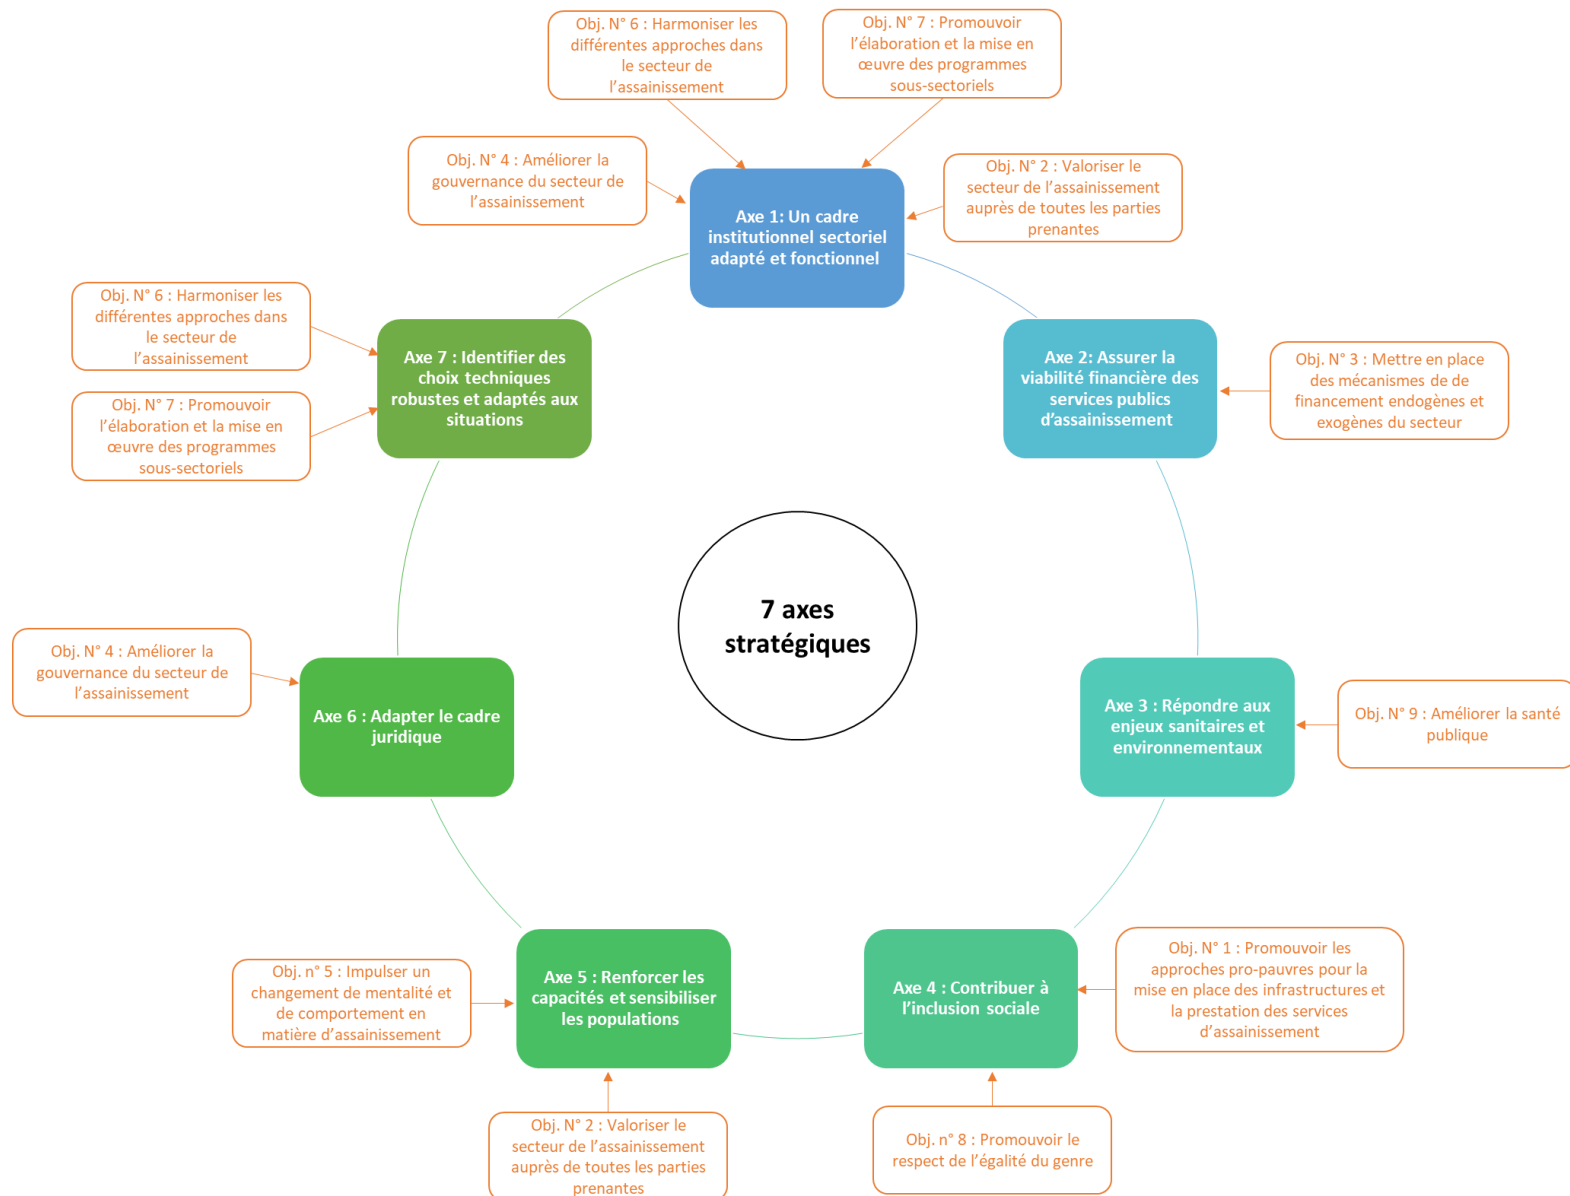 Obj. N° 6 : Harmoniser les
différentes approches dans
le secteur de
l’assainissement
Obj. N° 7 : Promouvoir
l’élaboration et la mise en
œuvre des programmes
sous-sectoriels
Obj. N° 4 : Améliorer la
gouvernance du secteur de
l’assainissement
Obj. N° 2 : Valoriser le
secteur de l’assainissement
auprès de toutes les parties
prenantes
Axe 1: Un cadre
institutionnel sectoriel
adapté et fonctionnel
Obj. N° 6 : Harmoniser les
différentes approches dans
le secteur de
l’assainissement
Obj. N° 7 : Promouvoir
l’élaboration et la mise en
œuvre des programmes
sous-sectoriels
Axe 7 : Identifier des
choix techniques
robustes et adaptés aux
situations
Axe 2: Assurer la
viabilité financière des
services publics
d’assainissement
Obj. N° 3 : Mettre en place
des mécanismes de de
financement endogènes et
exogènes du secteur
7 axes
stratégiques
Obj. N° 4 : Améliorer la
gouvernance du secteur de
l’assainissement
Axe 6 : Adapter le cadre
juridique
Axe 3 : Répondre aux
enjeux sanitaires et
environnementaux
Obj. N° 9 : Améliorer la santé
publique
Obj. n° 5 : Impulser un
changement de mentalité et
de comportement en
matière d’assainissement
Axe 5 : Renforcer les
capacités et sensibiliser
les populations
Axe 4 : Contribuer à
l’inclusion sociale
Obj. N° 1 : Promouvoir les
approches pro-pauvres pour la
mise en place des infrastructures et
la prestation des services
d’assainissement
Obj. N° 2 : Valoriser le
secteur de l’assainissement
auprès de toutes les parties
prenantes
Obj. n° 8 : Promouvoir le
respect de l’égalité du genre